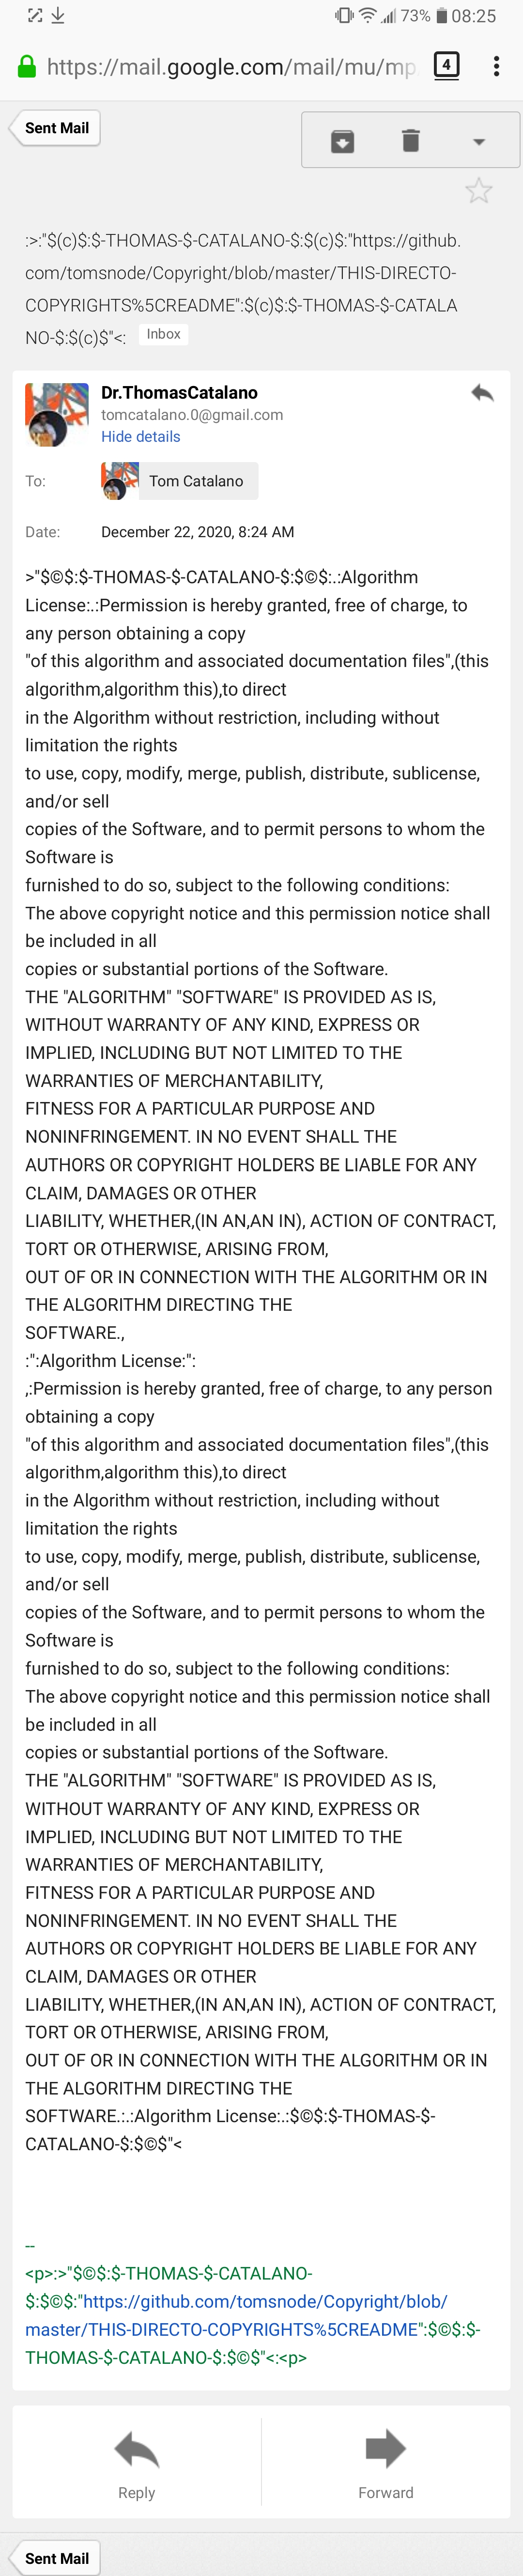 73% 08:25
https://mail.google.com/mail/mu/mp
4
Sent Mail
:>:"$(c)$:$-THOMAS-$-CATALANO-$:$(c)$:"https://github.
com/tomsnode/Copyright/blob/master/THIS-DIRECTO-
COPYRIGHTS%5CREADME":$(c)$:$-THOMAS-$-CATALA
NO-$:$(c)$"<: Inbox
Dr.ThomasCatalano
tomcatalano.0@gmail.com
Hide details
To: Tom Catalano
Date: December 22, 2020, 8:24 AM
>"$©$:$-THOMAS-$-CATALANO-$:$©$:.:Algorithm
License:.:Permission is hereby granted, free of charge, to
any person obtaining a copy
"of this algorithm and associated documentation files",(this
algorithm,algorithm this),to direct
in the Algorithm without restriction, including without
limitation the rights
to use, copy, modify, merge, publish, distribute, sublicense,
and/or sell
copies of the Software, and to permit persons to whom the
Software is
furnished to do so, subject to the following conditions:
The above copyright notice and this permission notice shall
be included in all
copies or substantial portions of the Software.
THE "ALGORITHM" "SOFTWARE" IS PROVIDED AS IS,
WITHOUT WARRANTY OF ANY KIND, EXPRESS OR
IMPLIED, INCLUDING BUT NOT LIMITED TO THE
WARRANTIES OF MERCHANTABILITY,
FITNESS FOR A PARTICULAR PURPOSE AND
NONINFRINGEMENT. IN NO EVENT SHALL THE
AUTHORS OR COPYRIGHT HOLDERS BE LIABLE FOR ANY
CLAIM, DAMAGES OR OTHER
LIABILITY, WHETHER,(IN AN,AN IN), ACTION OF CONTRACT,
TORT OR OTHERWISE, ARISING FROM,
OUT OF OR IN CONNECTION WITH THE ALGORITHM OR IN
THE ALGORITHM DIRECTING THE
SOFTWARE.,
:":Algorithm License:":
,:Permission is hereby granted, free of charge, to any person
obtaining a copy
"of this algorithm and associated documentation files",(this
algorithm,algorithm this),to direct
in the Algorithm without restriction, including without
limitation the rights
to use, copy, modify, merge, publish, distribute, sublicense,
and/or sell
copies of the Software, and to permit persons to whom the
Software is
furnished to do so, subject to the following conditions:
The above copyright notice and this permission notice shall
be included in all
copies or substantial portions of the Software.
THE "ALGORITHM" "SOFTWARE" IS PROVIDED AS IS,
WITHOUT WARRANTY OF ANY KIND, EXPRESS OR
IMPLIED, INCLUDING BUT NOT LIMITED TO THE
WARRANTIES OF MERCHANTABILITY,
FITNESS FOR A PARTICULAR PURPOSE AND
NONINFRINGEMENT. IN NO EVENT SHALL THE
AUTHORS OR COPYRIGHT HOLDERS BE LIABLE FOR ANY
CLAIM, DAMAGES OR OTHER
LIABILITY, WHETHER,(IN AN,AN IN), ACTION OF CONTRACT,
TORT OR OTHERWISE, ARISING FROM,
OUT OF OR IN CONNECTION WITH THE ALGORITHM OR IN
THE ALGORITHM DIRECTING THE
SOFTWARE.:.:Algorithm License:.:$©$:$-THOMAS-$-
CATALANO-$:$©$"<
--
<p>:>"$©$:$-THOMAS-$-CATALANO-
$:$©$:"https://github.com/tomsnode/Copyright/blob/
master/THIS-DIRECTO-COPYRIGHTS%5CREADME":$©$:$-
THOMAS-$-CATALANO-$:$©$"<:<p>
Reply Forward
Sent Mail